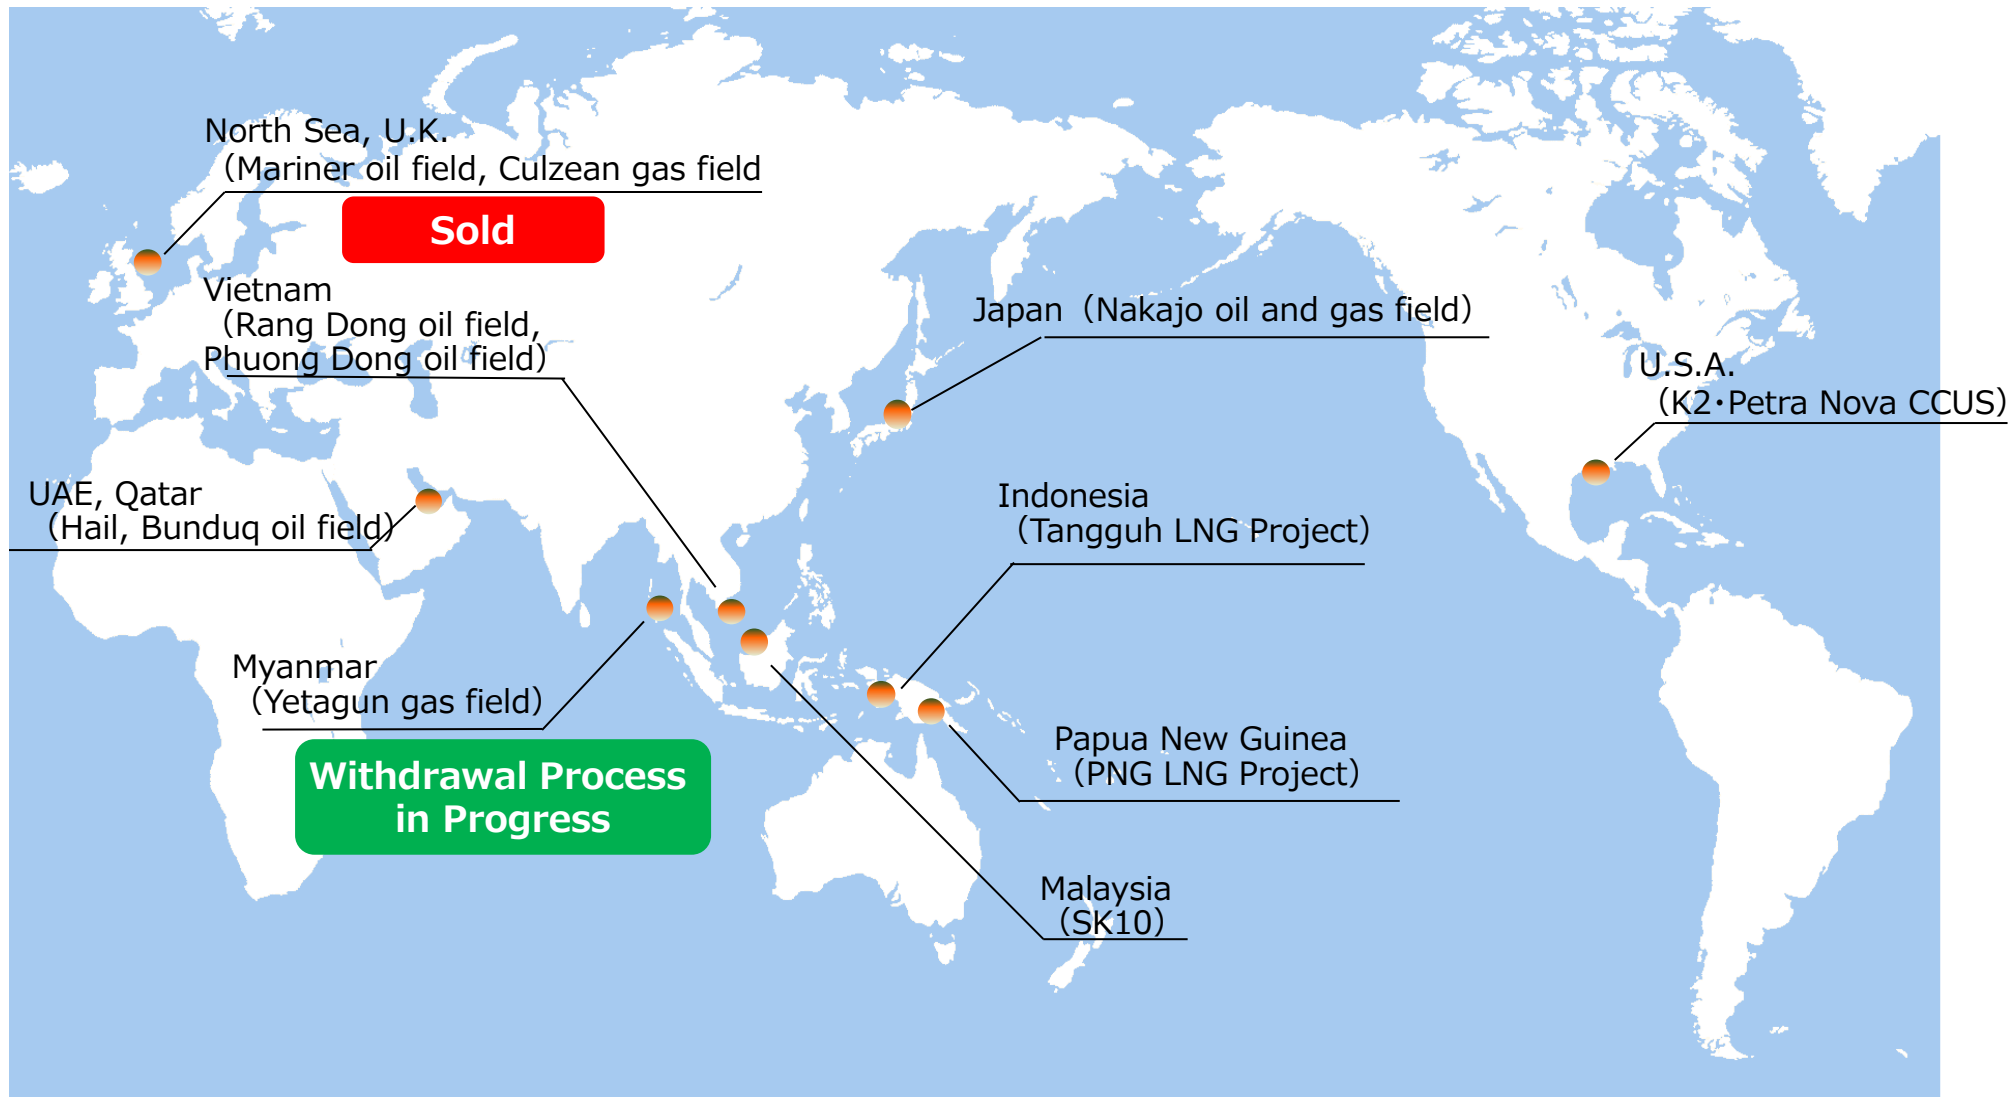 North Sea, U.K.
（Mariner oil field, Culzean gas field
Sold
Vietnam
（Rang Dong oil field,
Phuong Dong oil field）
Japan（Nakajo oil and gas field）
U.S.A.
（K2･Petra Nova CCUS）
UAE, Qatar
（Hail, Bunduq oil field）
Indonesia
（Tangguh LNG Project）
Myanmar
（Yetagun gas field）
Withdrawal Process
in Progress
Papua New Guinea
（PNG LNG Project）
Malaysia
（SK10）